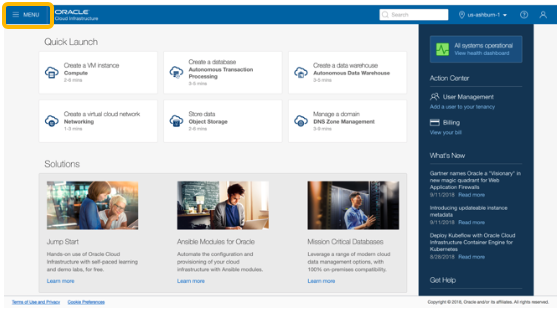 MENU
ORACLE
Cloud Infrastructure
Search
us-ashburn-1
Quick Launch
Create a VM instance
Compute
2-6 mins
Create a database
Autonomous Transaction
Processing
3-5 mins
Create a data warehouse
Autonomous Data Warehouse
3-5 mins
Create a virtual cloud network
Networking
1-3 mins
Store data
Object Storage
2-6 mins
Manage a domain
DNS Zone Management
3-9 mins
Solutions
Jump Start
Hands-on use of Oracle Cloud
Infrastructure with self-paced learning
and demo labs, for free.
Learn more
Ansible Modules for Oracle
Automate the configuration and
provisioning of your cloud
infrastructure with Ansible modules.
Learn more
Mission Critical Databases
Leverage a range of modern cloud
data management options, with
100% on-premises compatibility.
Learn more
All systems operational
View health dashboard
Action Center
User Management
Add a user to your tenancy
Billing
View your bill
What's Now
Gartner names Oracle a "Visionary" in
new magic quadrant for Web
Application Firewalls
9/11/2018 Read more
Introducing updateable instance
metadata
9/11/2018 Read more
Deploy Kubeflow with Oracle Cloud
Infrastructure Container Engine for
Kubernetes
8/28/2018 Read more
Get Help
Terms of Use and Privacy Cookie Preferences
Copyright © 2018, Oracle and/or its affiliates. All rights reserved.